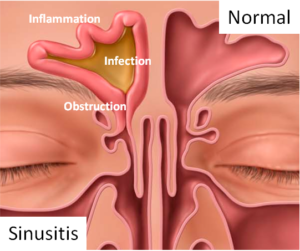 Inflammation
Normal
Infection
Obstruction
Sinusitis